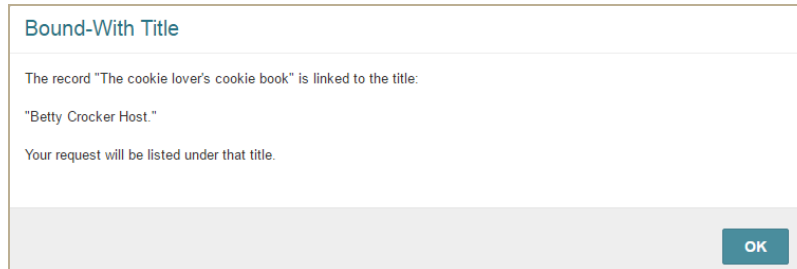 Bound-With Title
The record "The cookie lover's cookie book" is linked to the title:
"Betty Crocker Host."
Your request will be listed under that title.
OK